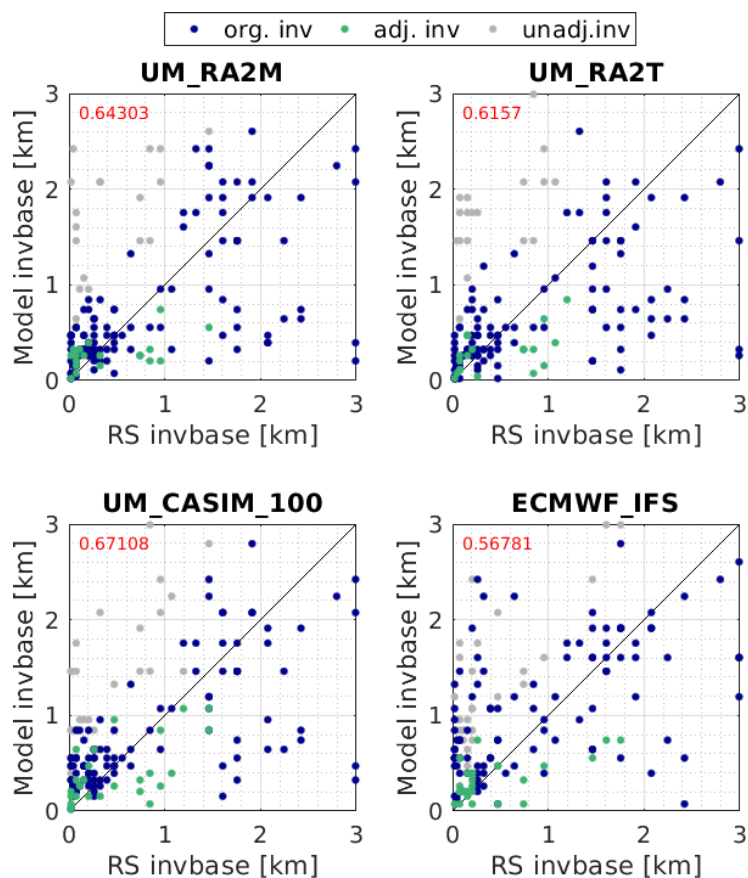 org. inv adj. inv unadj.inv
UM_RA2M UM_RA2T
3 3
0.64303 0.6157
2 2
Model invbase [km] Model invbase [km]
1 1
0 0
0 1 2 3 0 1 2 3
RS invbase [km] RS invbase [km]
UM_CASIM_100 ECMWF_IFS
3 3
0.67108 0.56781
2 2
Model invbase [km] Model invbase [km]
1 1
0 0
0 1 2 3 0 1 2 3
RS invbase [km] RS invbase [km]